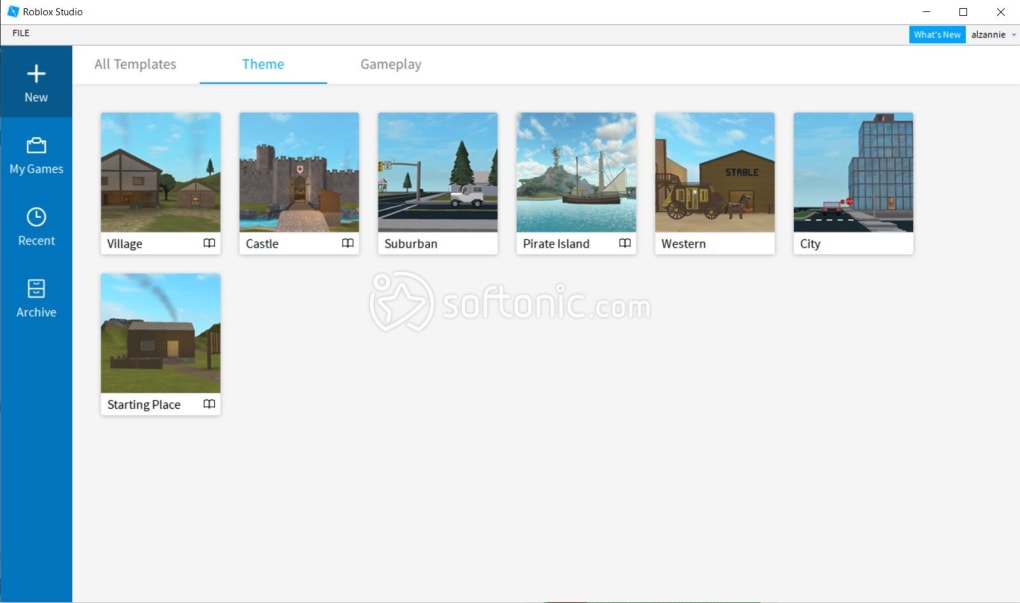 Roblox Studio
FILE
What's New
alzannie
New
My Games
Recent
Archive
All Templates
Theme
Gameplay
STABLE
Village
Castle
Suburban
Pirate Island
Western
City
softonic.com
Starting Place